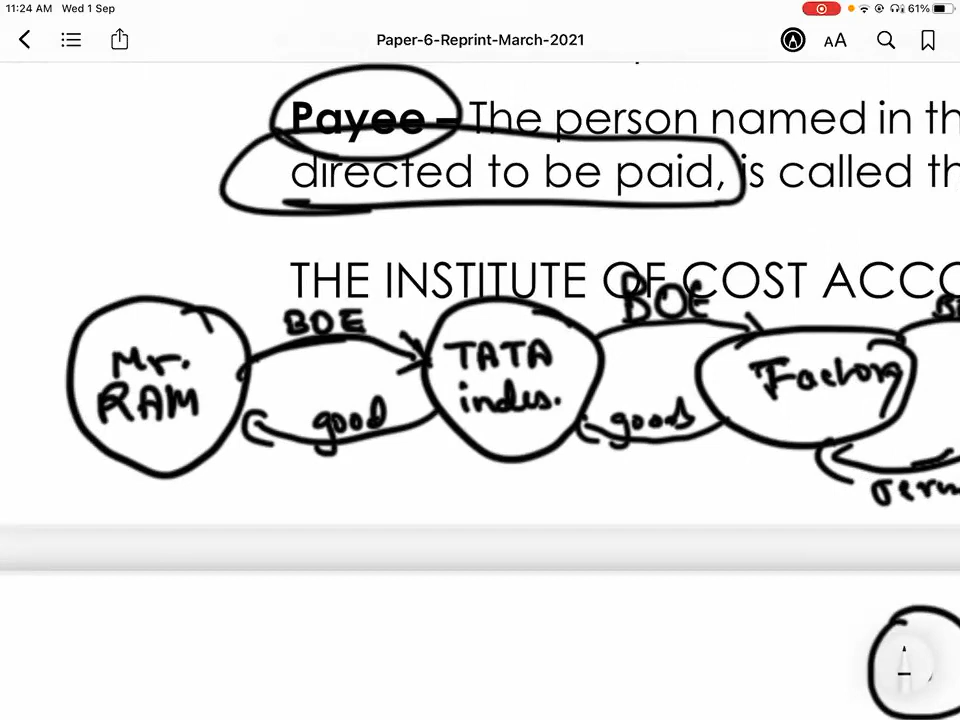 11:24 AM Wed 1 Sep
61%
Paper-6-Reprint-March-2021
AA
Payee – The person named in th
directed to be paid, is called th
THE INSTITUTE OF COST ACCO
BOE
BOE
Mr.
RAM
TATA
indus.
Factory
good
goods